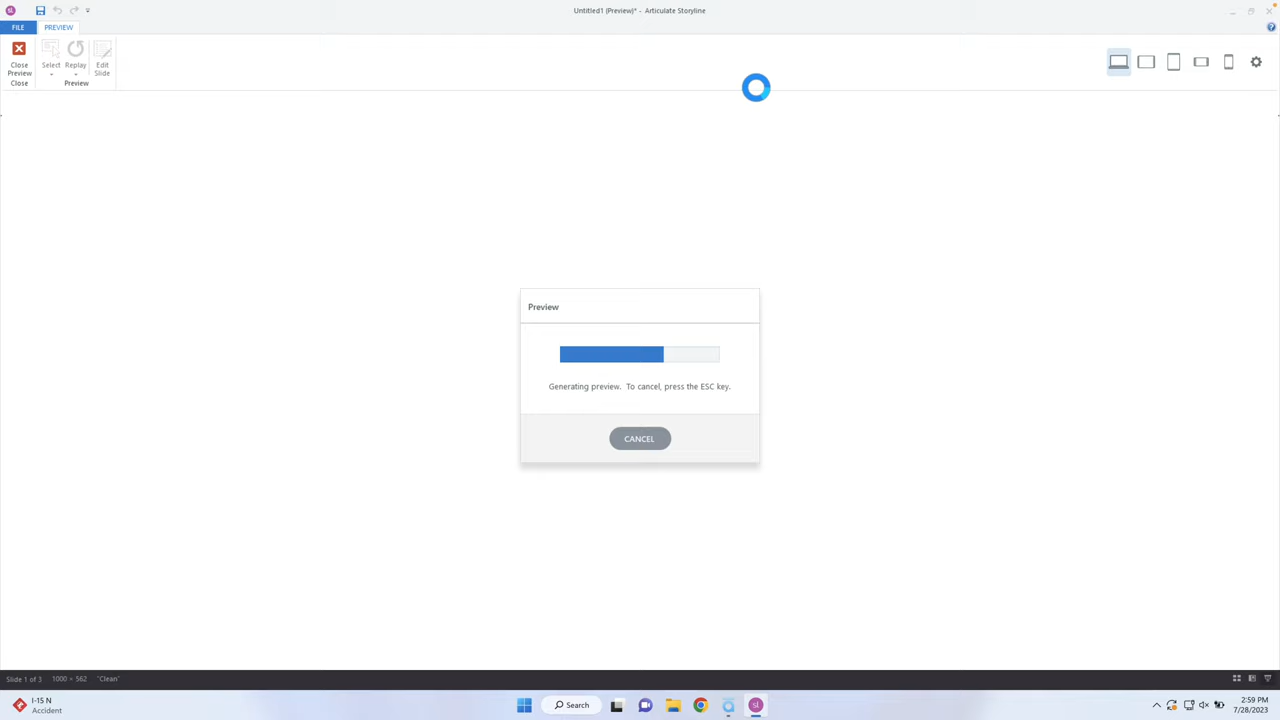 sl
Untitled1 (Preview)* - Articulate Storyline
FILE
PREVIEW
Close Preview
Select
Replay
Edit Slide
Close
Preview
Preview
Generating preview. To cancel, press the ESC key.
CANCEL
Slide 1 of 3
1000 × 562
"Clean"
I-15 N
Accident
Search
sl
2:59 PM
7/28/2023